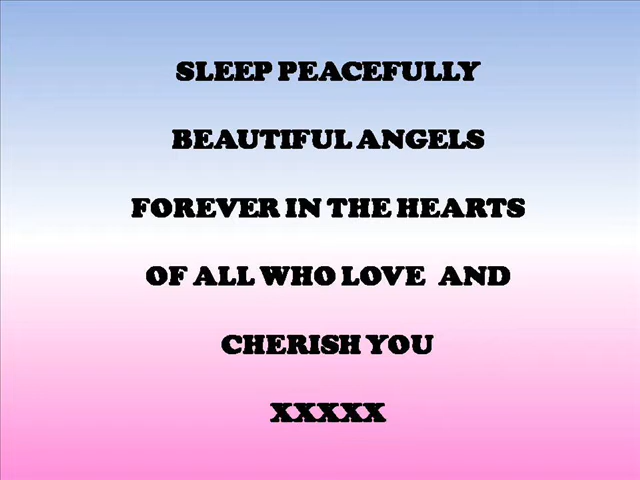 SLEEP PEACEFULLY
BEAUTIFUL ANGELS
FOREVER IN THE HEARTS
OF ALL WHO LOVE AND
CHERISH YOU
XXXXX